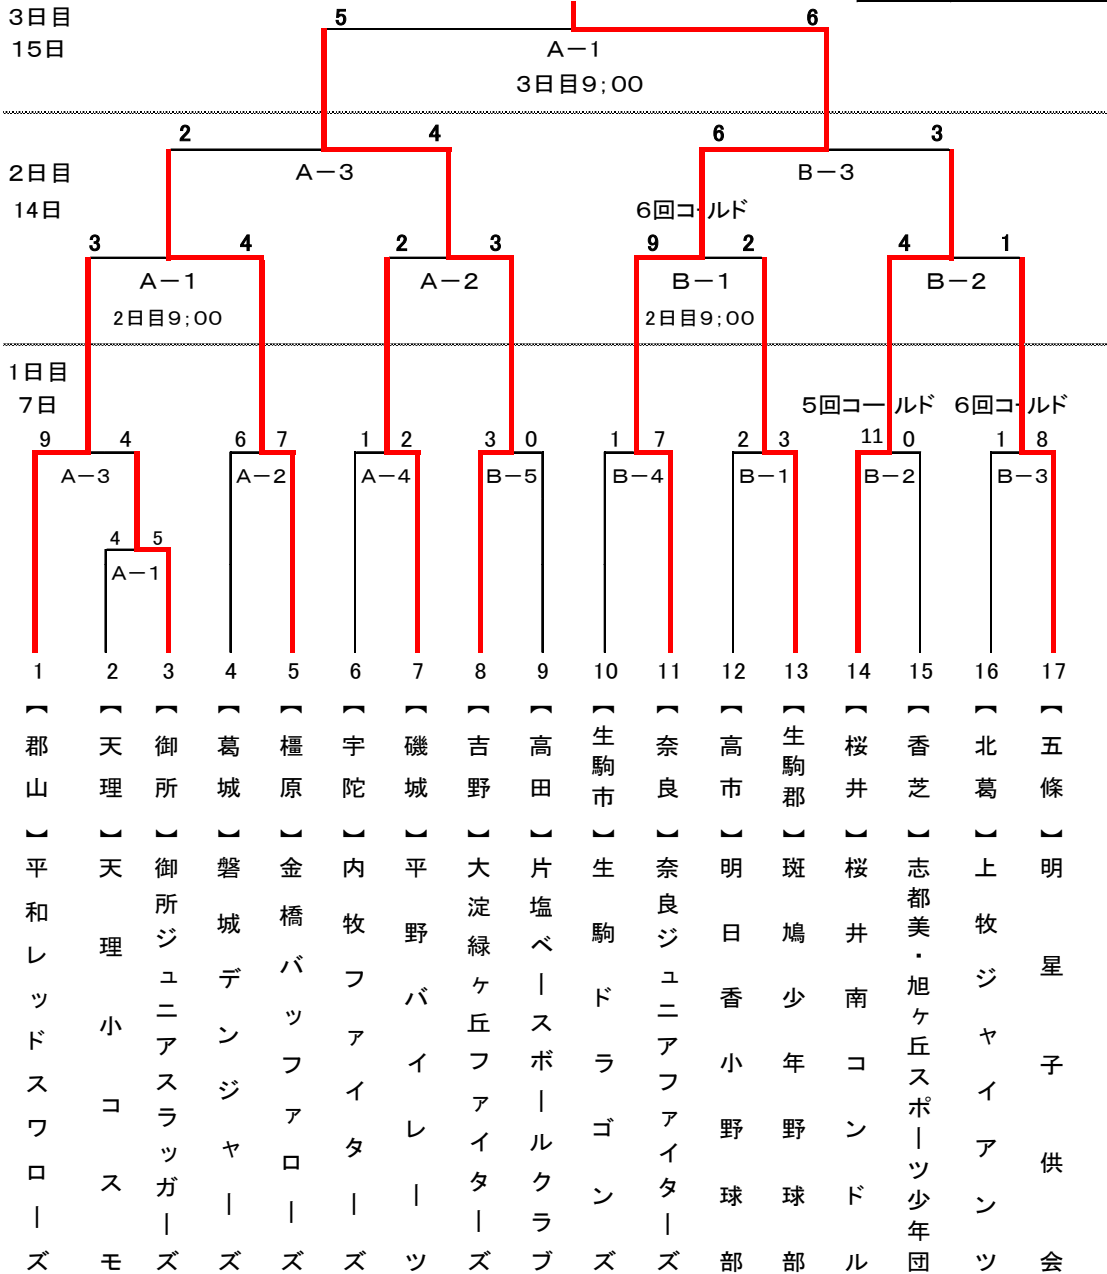 3日目
15日
5
6
A－1
3日目9；00
2
4
6
3
2日目
14日
A－3
B－3
6回コールド
3
4
2
3
9
2
4
1
A－1
A－2
B－1
B－2
2日目9；00
2日目9；00
1日目
7日
5回コールド
6回コールド
9
4
6
7
1
2
3
0
1
7
2
3
11
0
1
8
A－3
A－2
A－4
B－5
B－4
B－1
B－2
B－3
4
5
A－1
1
2
3
4
5
6
7
8
9
10
11
12
13
14
15
16
17
【郡山】平和レッドスワローズ
【天理】天理小コスモ
【御所】御所ジュニアスラッガーズ
【葛城】磐城デンジャーズ
【橿原】金橋バッファローズ
【宇陀】内牧ファイターズ
【磯城】平野バイレーツ
【吉野】大淀緑ヶ丘ファイターズ
【高田】片塩ベースボールクラブ
【生駒市】生駒ドラゴンズ
【奈良】奈良ジュニアファイターズ
【高市】明日香小野球部
【生駒郡】斑鳩少年野球部
【桜井】桜井南コンドル
【香芝】志都美・旭ヶ丘スポーツ少年団
【北葛】上牧ジャイアンツ
【五條】明星子供会